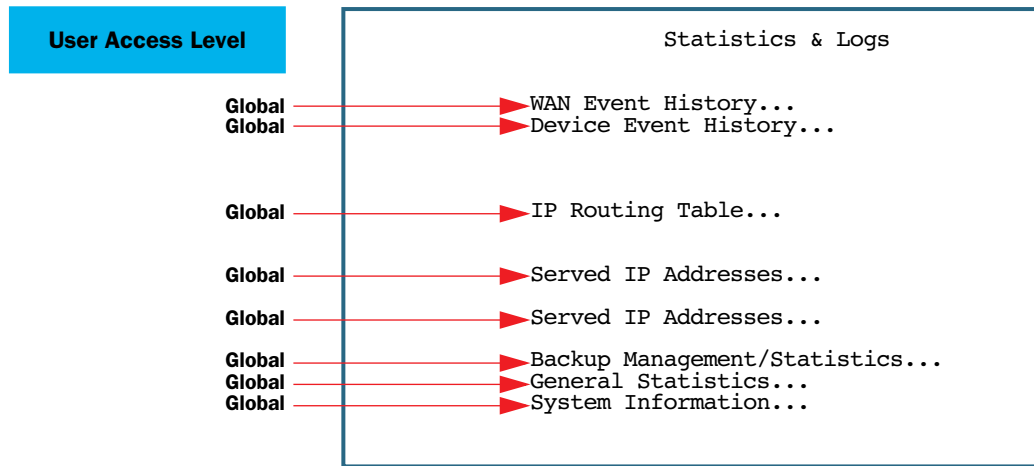 User Access Level Statistics & Logs
Global WAN Event History...
Global Device Event History...
Global IP Routing Table...
Global Served IP Addresses...
Global Served IP Addresses...
Global Backup Management/Statistics...
Global General Statistics...
Global System Information...